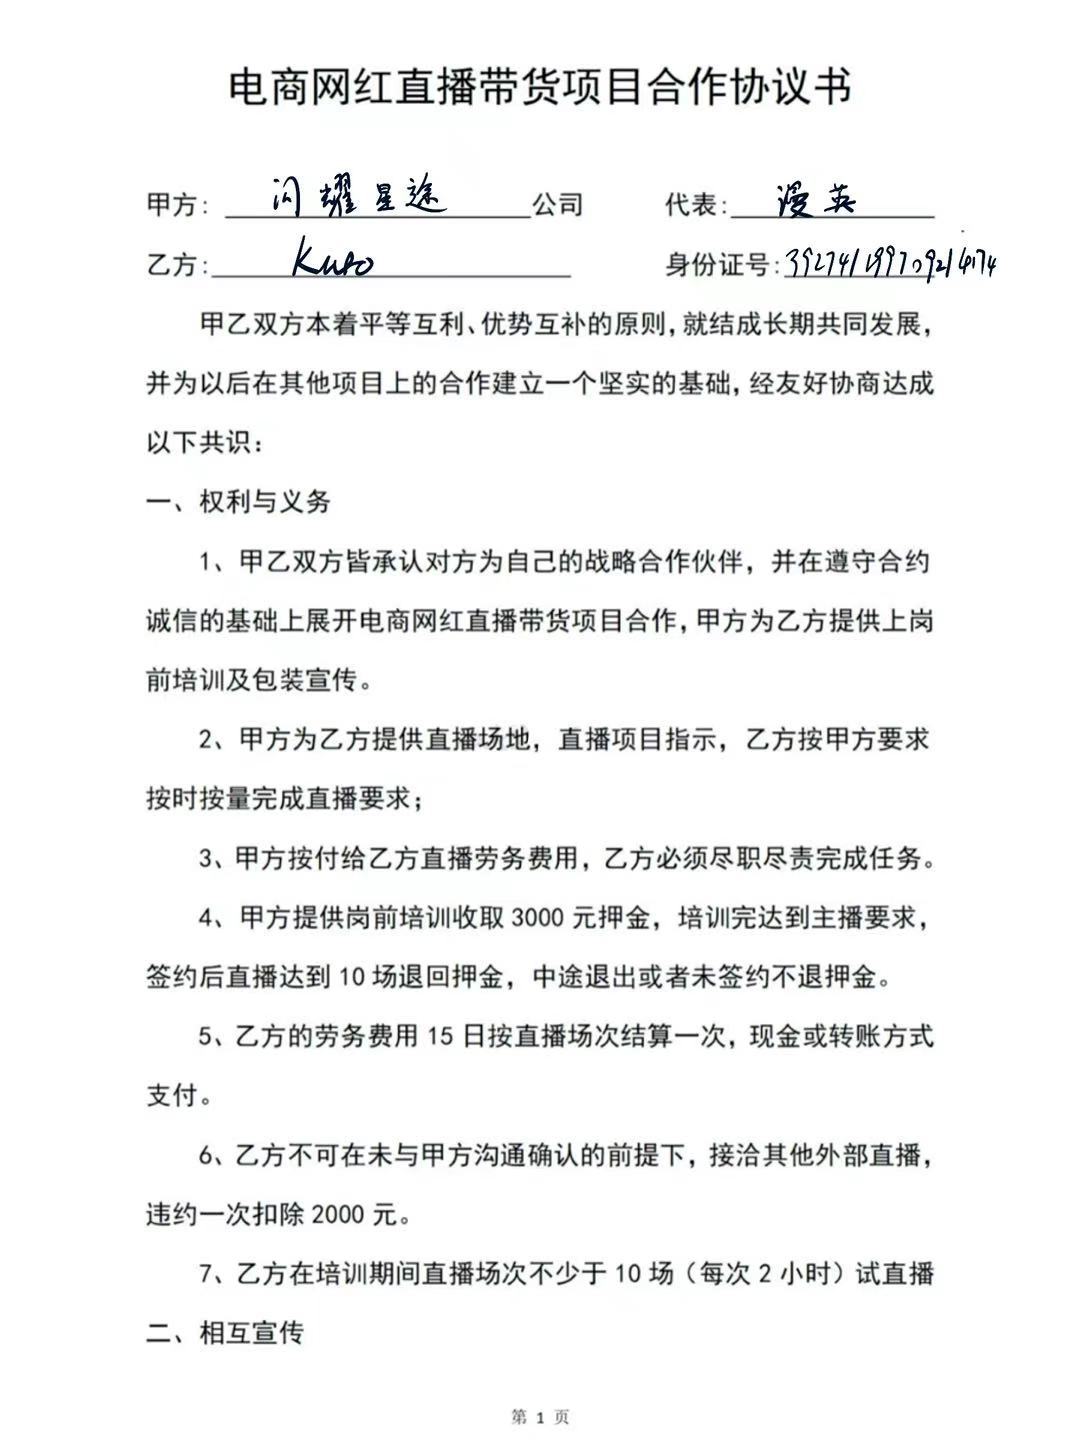 电商网红直播带货项目合作协议书
甲方: 闪耀星途 公司 代表: 漫英
乙方: Kuro 身份证号:
甲乙双方本着平等互利、优势互补的原则,就结成长期共同发展,
并为以后在其他项目上的合作建立一个坚实的基础,经友好协商达成
以下共识:
一、权利与义务
1、甲乙双方皆承认对方为自己的战略合作伙伴,并在遵守合约
诚信的基础上展开电商网红直播带货项目合作,甲方为乙方提供上岗
前培训及包装宣传。
2、甲方为乙方提供直播场地,直播项目指示,乙方按甲方要求
按时按量完成直播要求;
3、甲方按付给乙方直播劳务费用,乙方必须尽职尽责完成任务。
4、甲方提供岗前培训收取 3000 元押金,培训完达到主播要求,
签约后直播达到 10 场退回押金,中途退出或者未签约不退押金。
5、乙方的劳务费用 15 日按直播场次结算一次,现金或转账方式
支付。
6、乙方不可在未与甲方沟通确认的前提下,接洽其他外部直播,
违约一次扣除 2000 元。
7、乙方在培训期间直播场次不少于 10 场(每次 2 小时)试直播
二、相互宣传
第 1 页